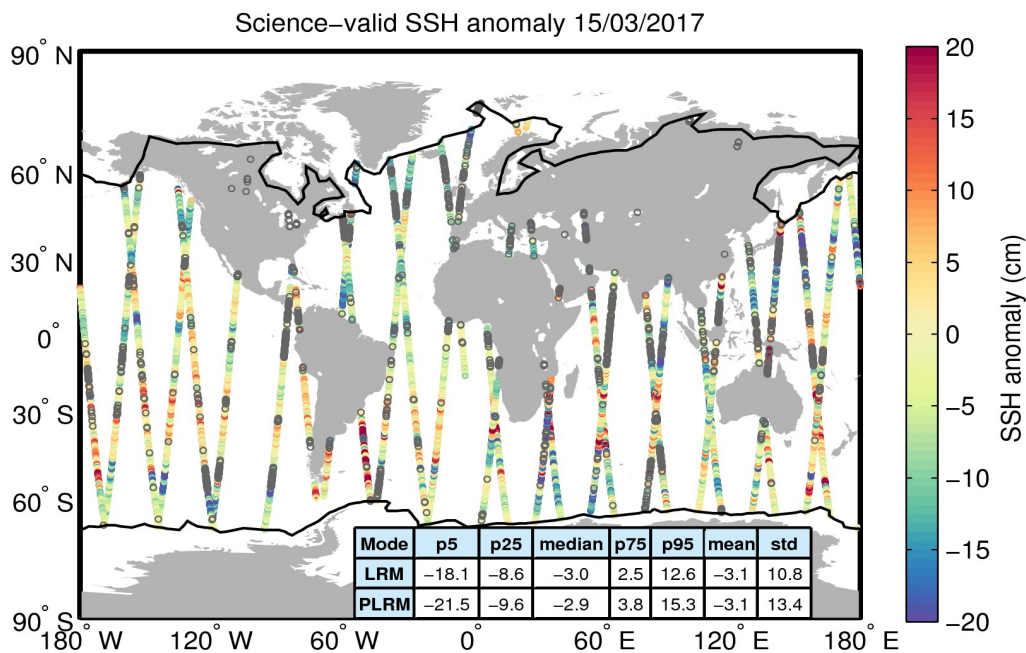 Science−valid SSH anomaly 15/03/2017
90° N
60° N
30° N
0°
30° S
60° S
90° S
180° W 120° W 60° W 0° 60° E 120° E 180° E
Mode p5 p25 median p75 p95 mean std
LRM −18.1 −8.6 −3.0 2.5 12.6 −3.1 10.8
PLRM −21.5 −9.6 −2.9 3.8 15.3 −3.1 13.4
20
15
10
5
0
−5
−10
−15
−20
SSH anomaly (cm)